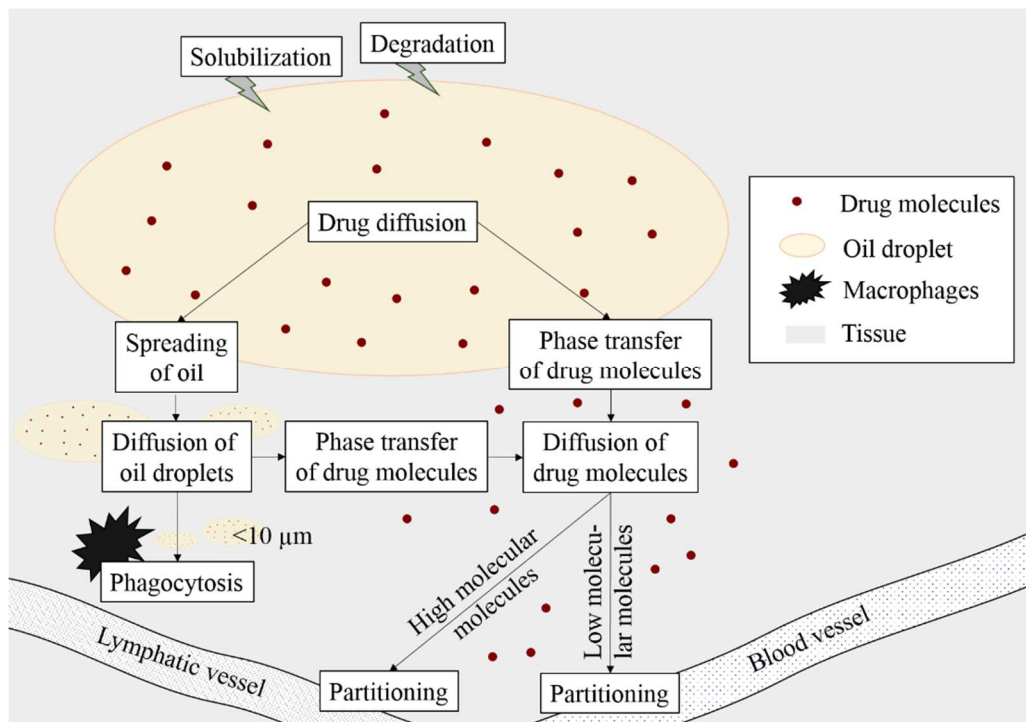 Solubilization
Degradation
Drug diffusion
Spreading
of oil
Phase transfer
of drug molecules
Diffusion of
oil droplets
Phase transfer
of drug molecules
Diffusion of
drug molecules
<10 µm
Phagocytosis
High molecular
molecules
Low molecu-
lar molecules
Lymphatic vessel
Partitioning
Partitioning
Blood vessel
Drug molecules
Oil droplet
Macrophages
Tissue